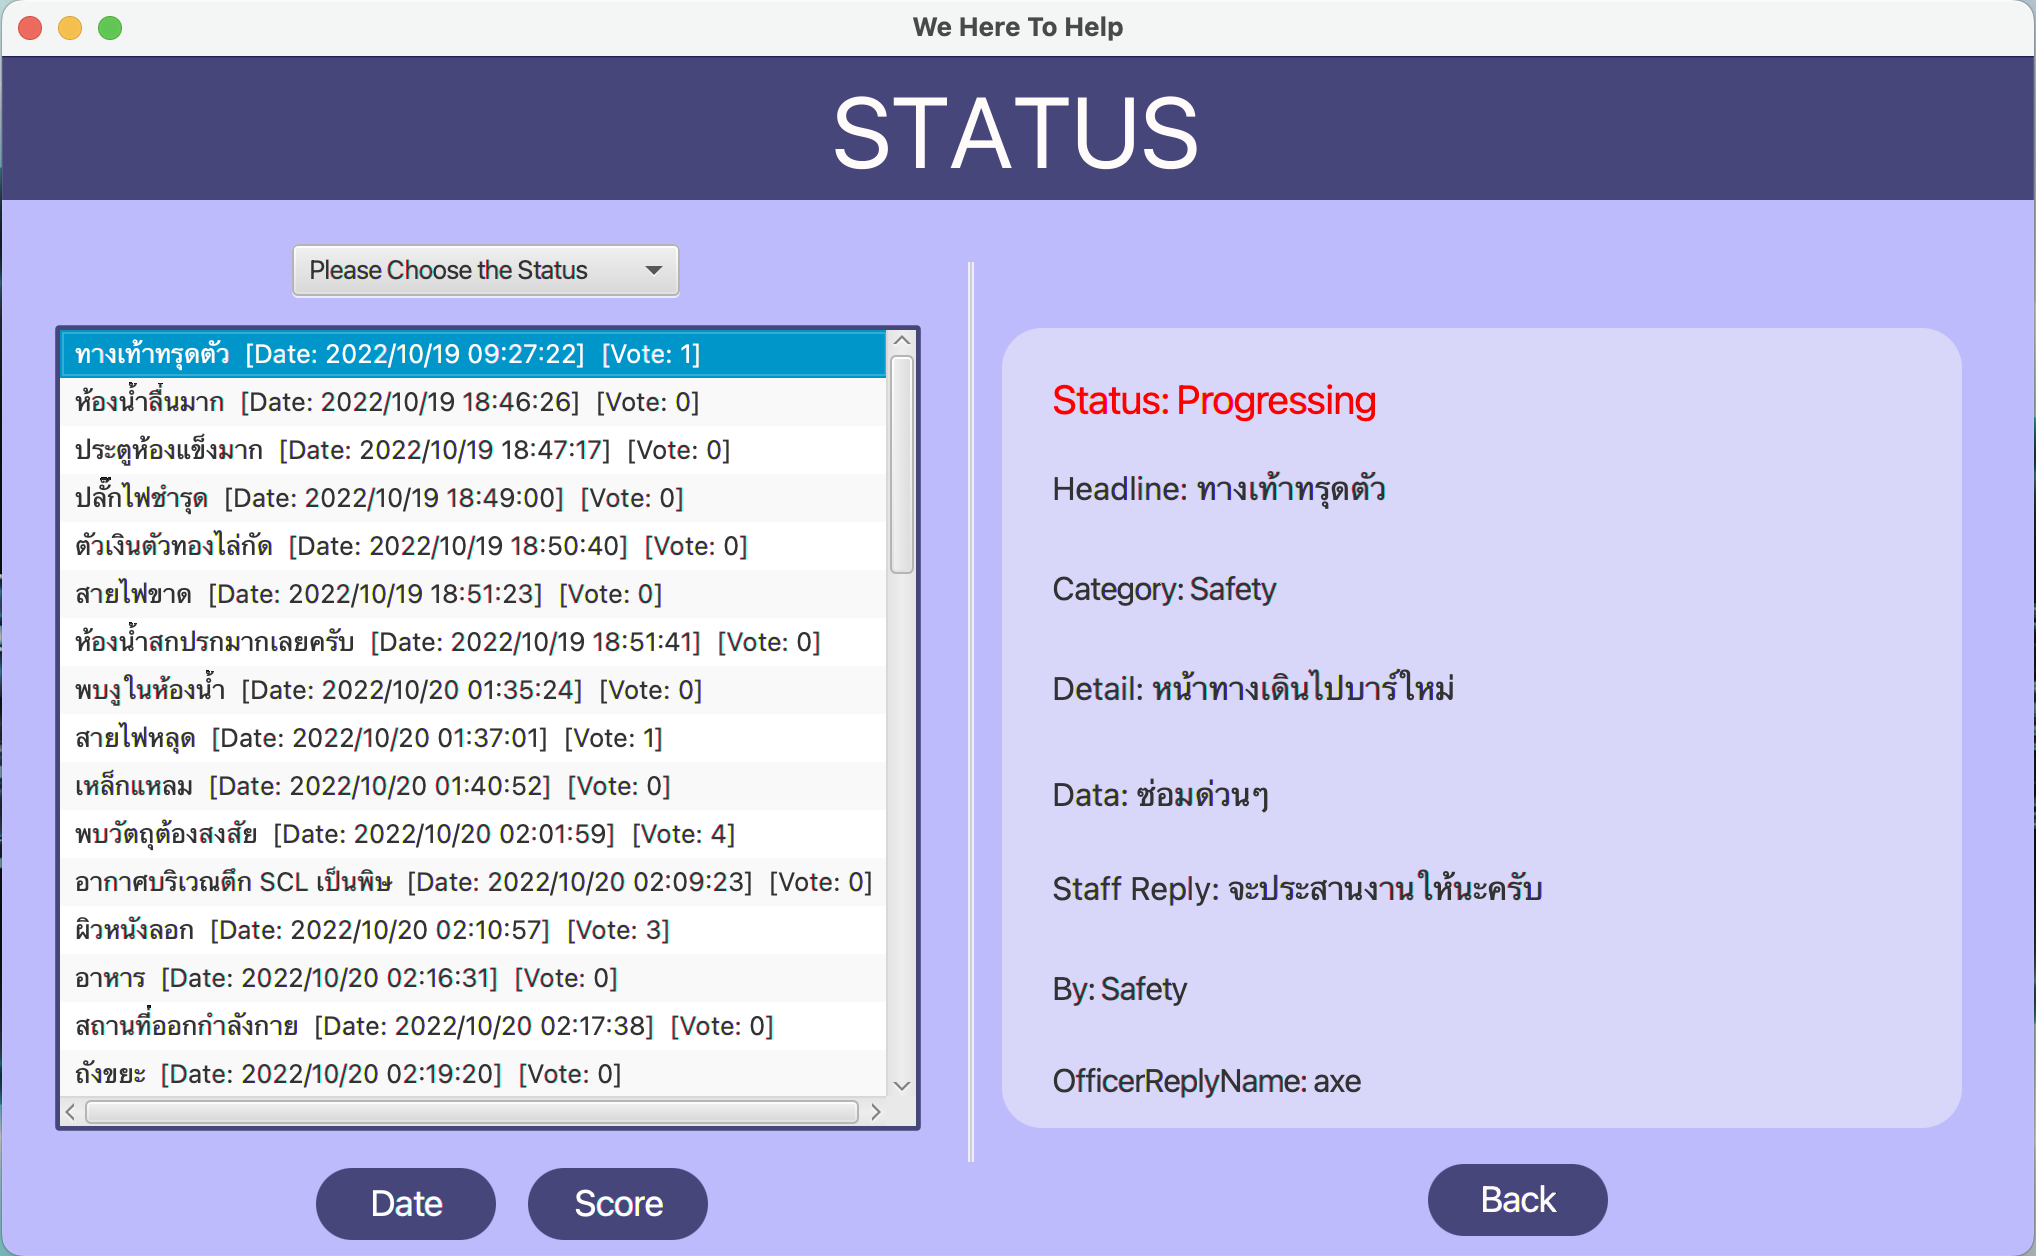 We Here To Help
STATUS
Please Choose the Status
ทางเท้าทรุดตัว [Date: 2022/10/19 09:27:22] [Vote: 1]
ห้องน้ำลื่นมาก [Date: 2022/10/19 18:46:26] [Vote: 0]
ประตูห้องแข็งมาก [Date: 2022/10/19 18:47:17] [Vote: 0]
ปลั๊กไฟชำรุด [Date: 2022/10/19 18:49:00] [Vote: 0]
ตัวเงินตัวทองไล่กัด [Date: 2022/10/19 18:50:40] [Vote: 0]
สายไฟขาด [Date: 2022/10/19 18:51:23] [Vote: 0]
ห้องน้ำสกปรกมากเลยครับ [Date: 2022/10/19 18:51:41] [Vote: 0]
พบงูในห้องน้ำ [Date: 2022/10/20 01:35:24] [Vote: 0]
สายไฟหลุด [Date: 2022/10/20 01:37:01] [Vote: 1]
เหล็กแหลม [Date: 2022/10/20 01:40:52] [Vote: 0]
พบวัตถุต้องสงสัย [Date: 2022/10/20 02:01:59] [Vote: 4]
อากาศบริเวณตึก SCL เป็นพิษ [Date: 2022/10/20 02:09:23] [Vote: 0]
ผิวหนังลอก [Date: 2022/10/20 02:10:57] [Vote: 3]
อาหาร [Date: 2022/10/20 02:16:31] [Vote: 0]
สถานที่ออกกำลังกาย [Date: 2022/10/20 02:17:38] [Vote: 0]
ถังขยะ [Date: 2022/10/20 02:19:20] [Vote: 0]
Date
Score
Status: Progressing
Headline: ทางเท้าทรุดตัว
Category: Safety
Detail: หน้าทางเดินไปบาร์ใหม่
Data: ซ่อมด่วนๆ
Staff Reply: จะประสานงานให้นะครับ
By: Safety
OfficerReplyName: axe
Back